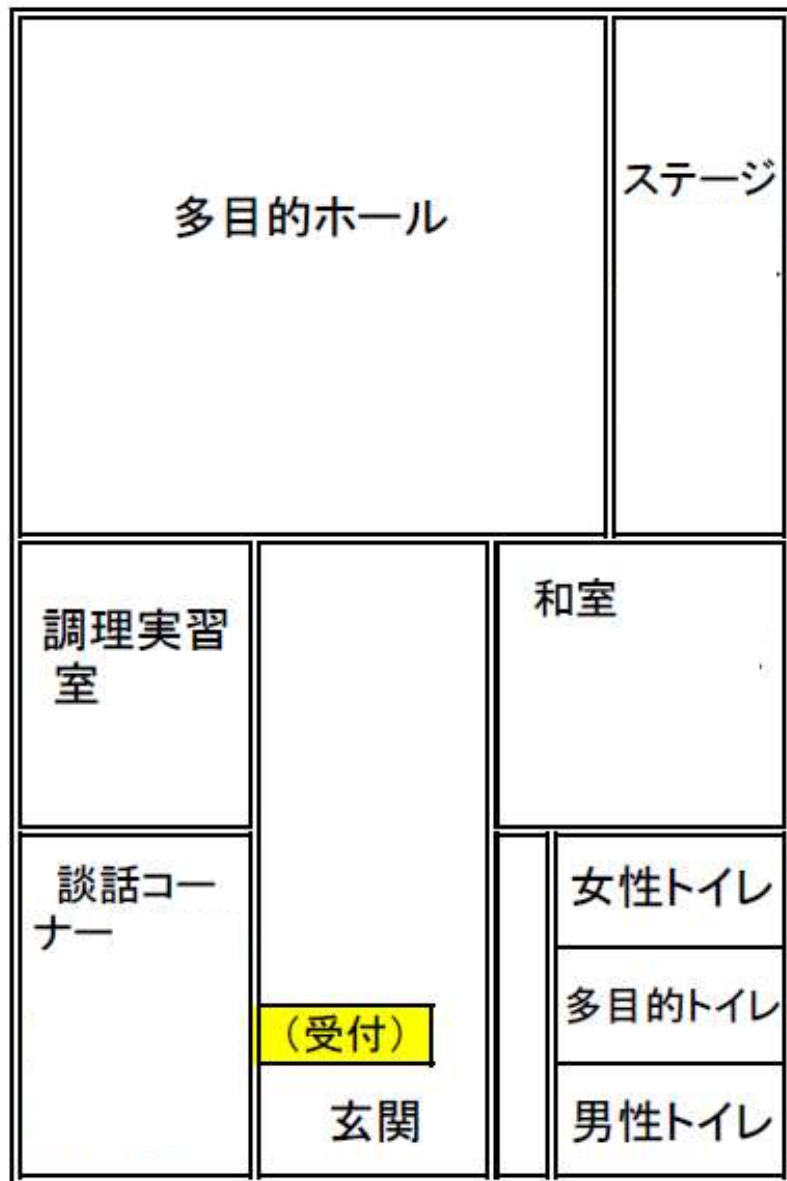 多目的ホール
ステージ
調理実習
室
和室
談話コー
ナー
女性トイレ
多目的トイレ
（受付）
玄関
男性トイレ